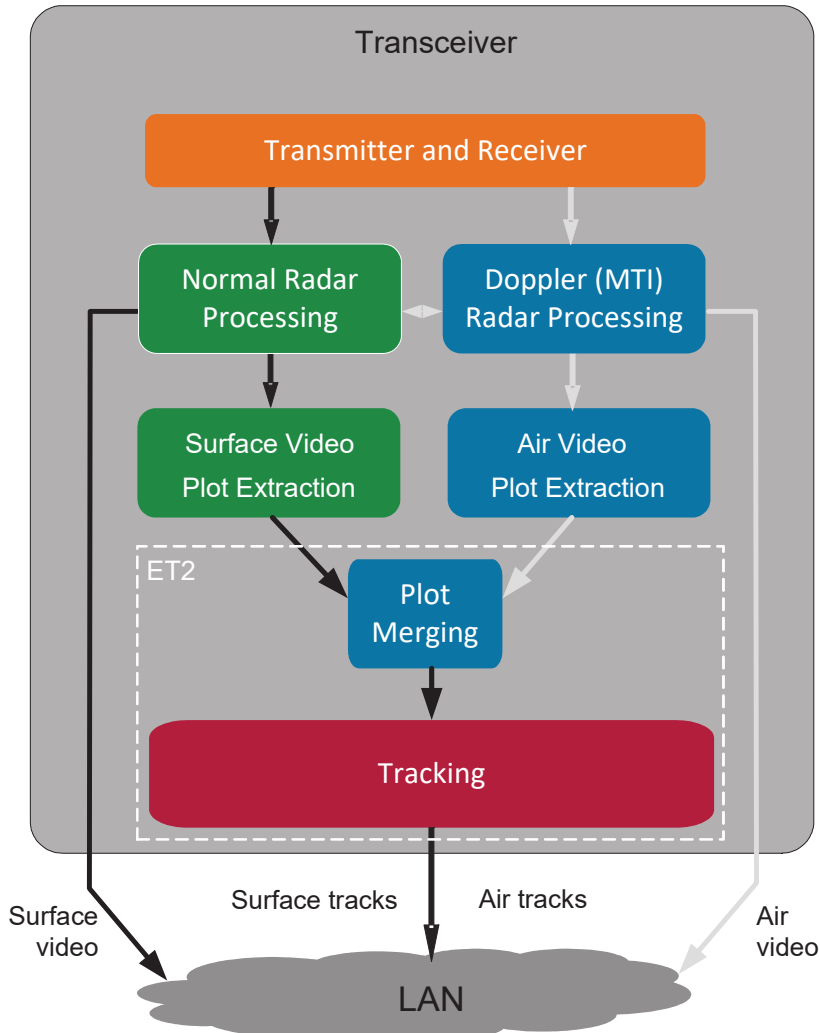 Transceiver
Transmitter and Receiver
Normal Radar
Processing
Doppler (MTI)
Radar Processing
Surface Video
Plot Extraction
Air Video
Plot Extraction
ET2
Plot
Merging
Tracking
Surface tracks
Air tracks
Surface
video
Air
video
LAN